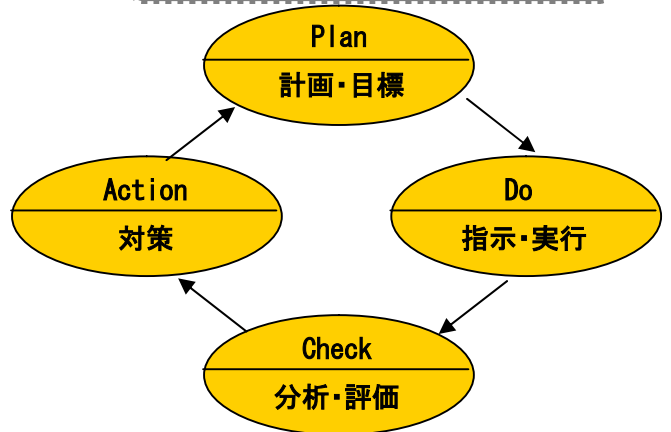 Plan
計画・目標
Action
対策
Do
指示・実行
Check
分析・評価